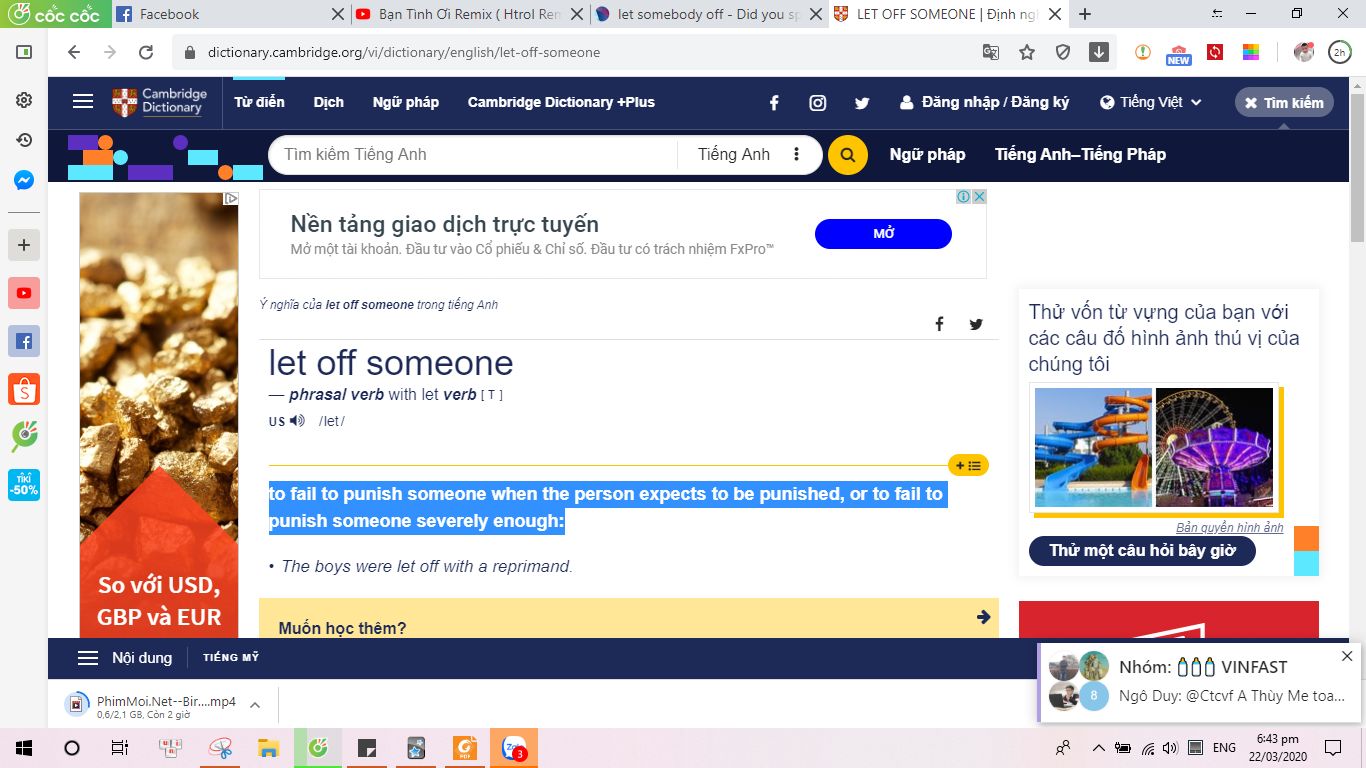 cốc cốc
Facebook
Bạn Tình Ơi Remix ( Htrol Rem
let somebody off - Did you sp
LET OFF SOMEONE | Định ngh
dictionary.cambridge.org/vi/dictionary/english/let-off-someone
NEW
2h
Cambridge
Dictionary
Từ điển
Dịch
Ngữ pháp
Cambridge Dictionary +Plus
Đăng nhập / Đăng ký
Tiếng Việt
Tìm kiếm
Tìm kiếm Tiếng Anh
Tiếng Anh
Ngữ pháp
Tiếng Anh–Tiếng Pháp
Nền tảng giao dịch trực tuyến
Mở một tài khoản. Đầu tư vào Cổ phiếu & Chỉ số. Đầu tư có trách nhiệm FxPro™
MỞ
Ý nghĩa của let off someone trong tiếng Anh
let off someone
— phrasal verb with let verb [ T ]
US /let/
to fail to punish someone when the person expects to be punished, or to fail to
punish someone severely enough:
• The boys were let off with a reprimand.
Muốn học thêm?
Thử vốn từ vựng của bạn với
các câu đố hình ảnh thú vị của
chúng tôi
Bản quyền hình ảnh
Thử một câu hỏi bây giờ
TIKI
-50%
So với USD,
GBP và EUR
Nội dung
TIẾNG MỸ
Nhóm: VINFAST
8
Ngô Duy: @Ctcvf A Thùy Me toa...
PhimMoi.Net--Bir....mp4
0,6/2,1 GB, Còn 2 giờ
PDF
Zalo
3
ENG
6:43 pm
22/03/2020